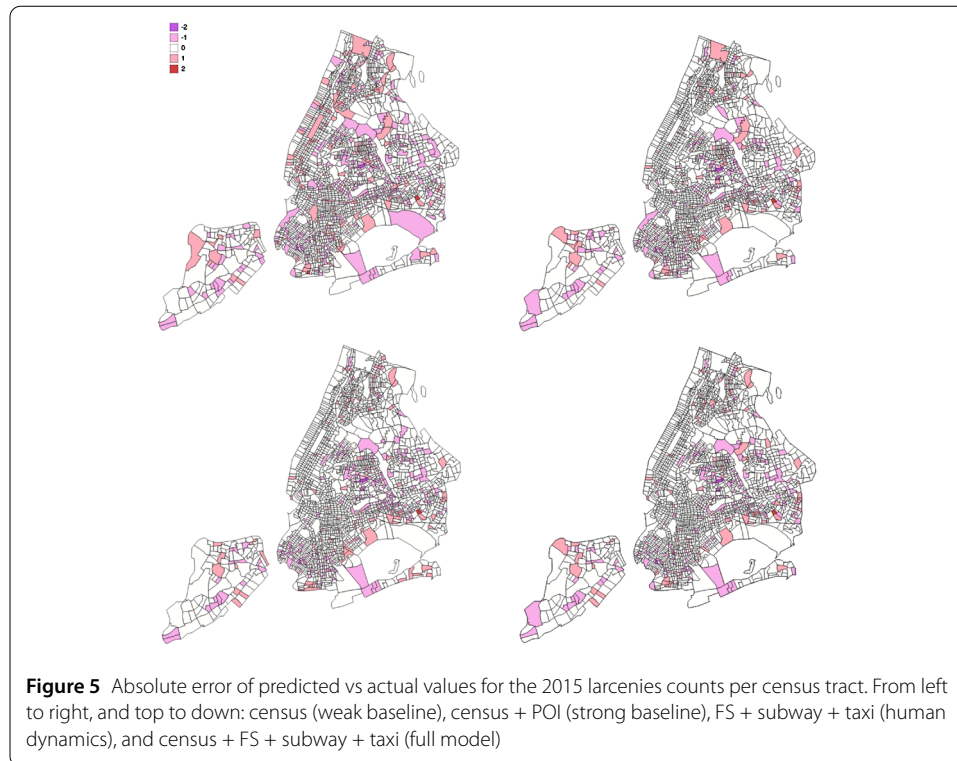 -2
-1
0
1
2
Figure 5 Absolute error of predicted vs actual values for the 2015 larcenies counts per census tract. From left
to right, and top to down: census (weak baseline), census + POI (strong baseline), FS + subway + taxi (human
dynamics), and census + FS + subway + taxi (full model)